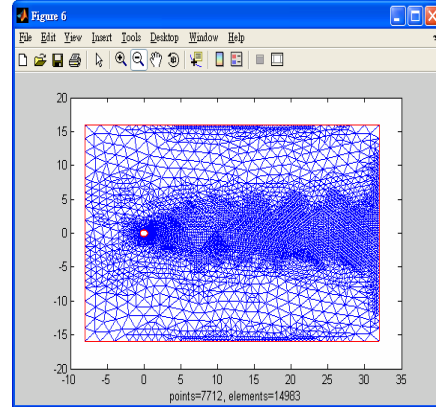 Figure 6
File Edit View Insert Tools Desktop Window Help
20
15
10
5
0
-5
-10
-15
-20
-10 -5 0 5 10 15 20 25 30 35
points=7712, elements=14983